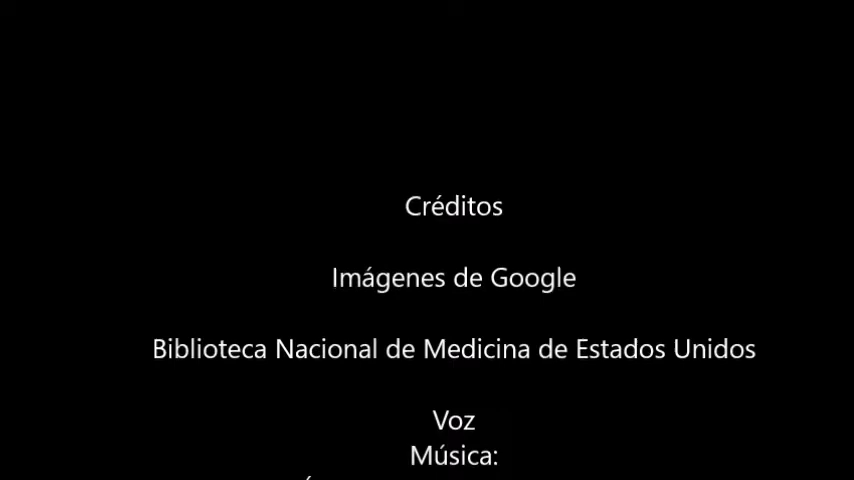 Créditos
Imágenes de Google
Biblioteca Nacional de Medicina de Estados Unidos
Voz
Música: